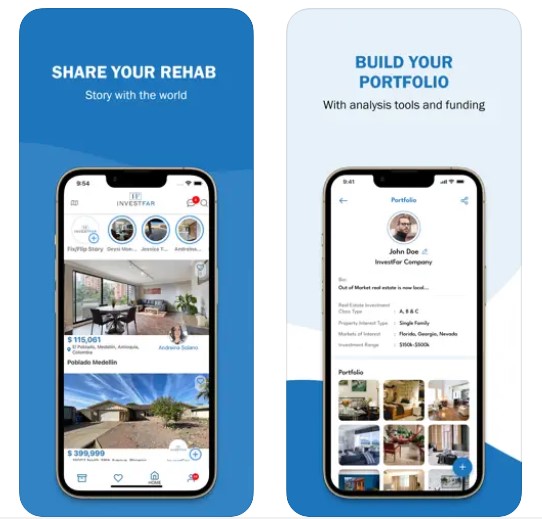 SHARE YOUR REHAB
Story with the world
9:54
INVESTFAR
Fix/Flip Story
Jessica T...
Andreina...
$ 115,061
El Poblado, Medellin, Antioquia,
Colombia
Andreina Solano
Poblado Medellin
$ 399,999
HOME
BUILD YOUR
PORTFOLIO
With analysis tools and funding
9:41
Portfolio
John Doe
InvestFar Company
Bio:
Out of Market real-estate is now local...
Real Estate Investment
Class Type : A, B & C
Property Interest Type : Single Family
Markets of Interest : Florida, Georgia, Nevada
Investment Range : $150k-$500k
Portfolio